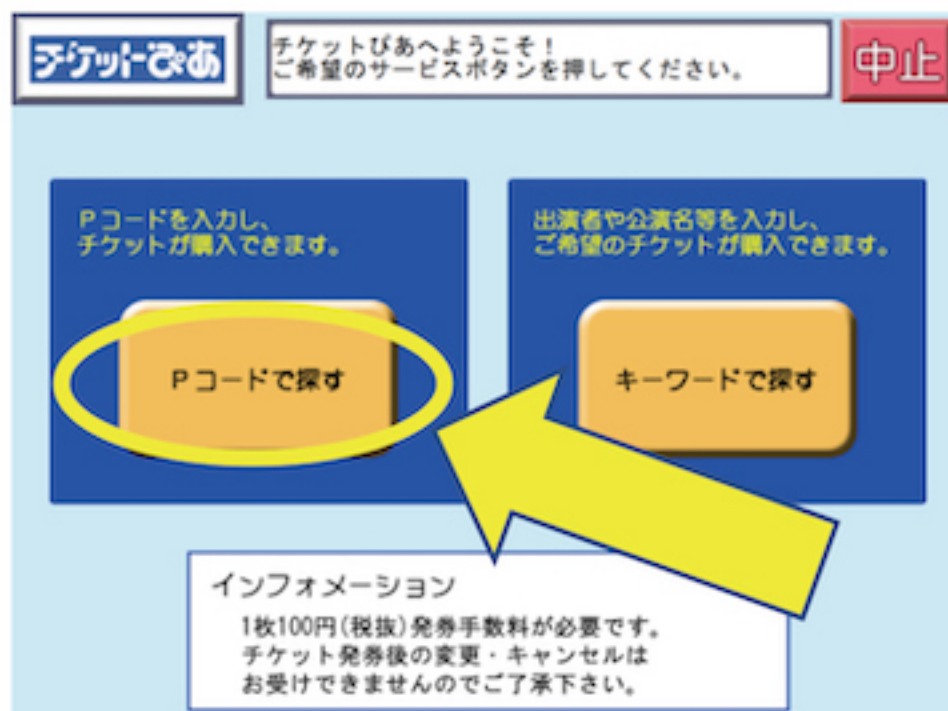 チケットぴあ
チケットぴあへようこそ！
ご希望のサービスボタンを押してください。
中止
Pコードを入力し、
チケットが購入できます。
Pコードで探す
出演者や公演名等を入力し、
ご希望のチケットが購入できます。
キーワードで探す
インフォメーション
1枚100円(税抜)発券手数料が必要です。
チケット発券後の変更・キャンセルは
お受けできませんのでご了承下さい。